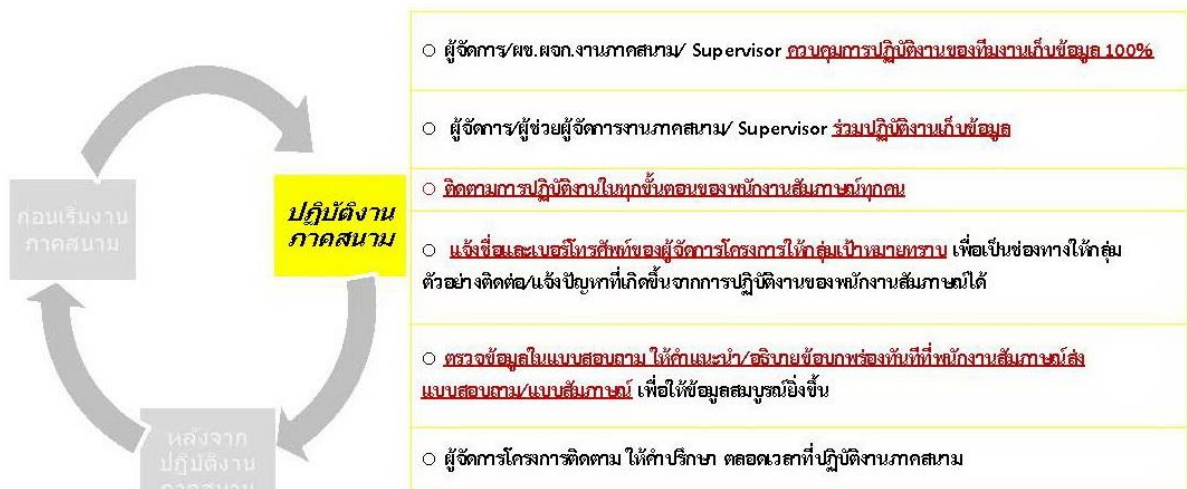 ○ ผู้จัดการ/ผช.ผจก.งานภาคสนาม/ Supervisor ควบคุมการปฏิบัติงานของทีมงานเก็บข้อมูล 100%
○ ผู้จัดการ/ผู้ช่วยผู้จัดการงานภาคสนาม/ Supervisor ร่วมปฏิบัติงานเก็บข้อมูล
○ ติดตามการปฏิบัติงานในทุกขั้นตอนของพนักงานสัมภาษณ์ทุกคน
○ แจ้งชื่อและเบอร์โทรศัพท์ของผู้จัดการโครงการให้กลุ่มเป้าหมายทราบ เพื่อเป็นช่องทางให้กลุ่ม
ตัวอย่างติดต่อ/แจ้งปัญหาที่เกิดขึ้นจากการปฏิบัติงานของพนักงานสัมภาษณ์ได้
○ ตรวจข้อมูลในแบบสอบถาม ให้คำแนะนำ/อธิบายข้อบกพร่องทันทีที่พนักงานสัมภาษณ์ส่ง
แบบสอบถาม/แบบสัมภาษณ์ เพื่อให้ข้อมูลสมบูรณ์ยิ่งขึ้น
○ ผู้จัดการโครงการติดตาม ให้คำปรึกษา ตลอดเวลาที่ปฏิบัติงานภาคสนาม
ก่อนเริ่มงาน
ภาคสนาม
ปฏิบัติงาน
ภาคสนาม
หลังจาก
ปฏิบัติงาน
ภาคสนาม